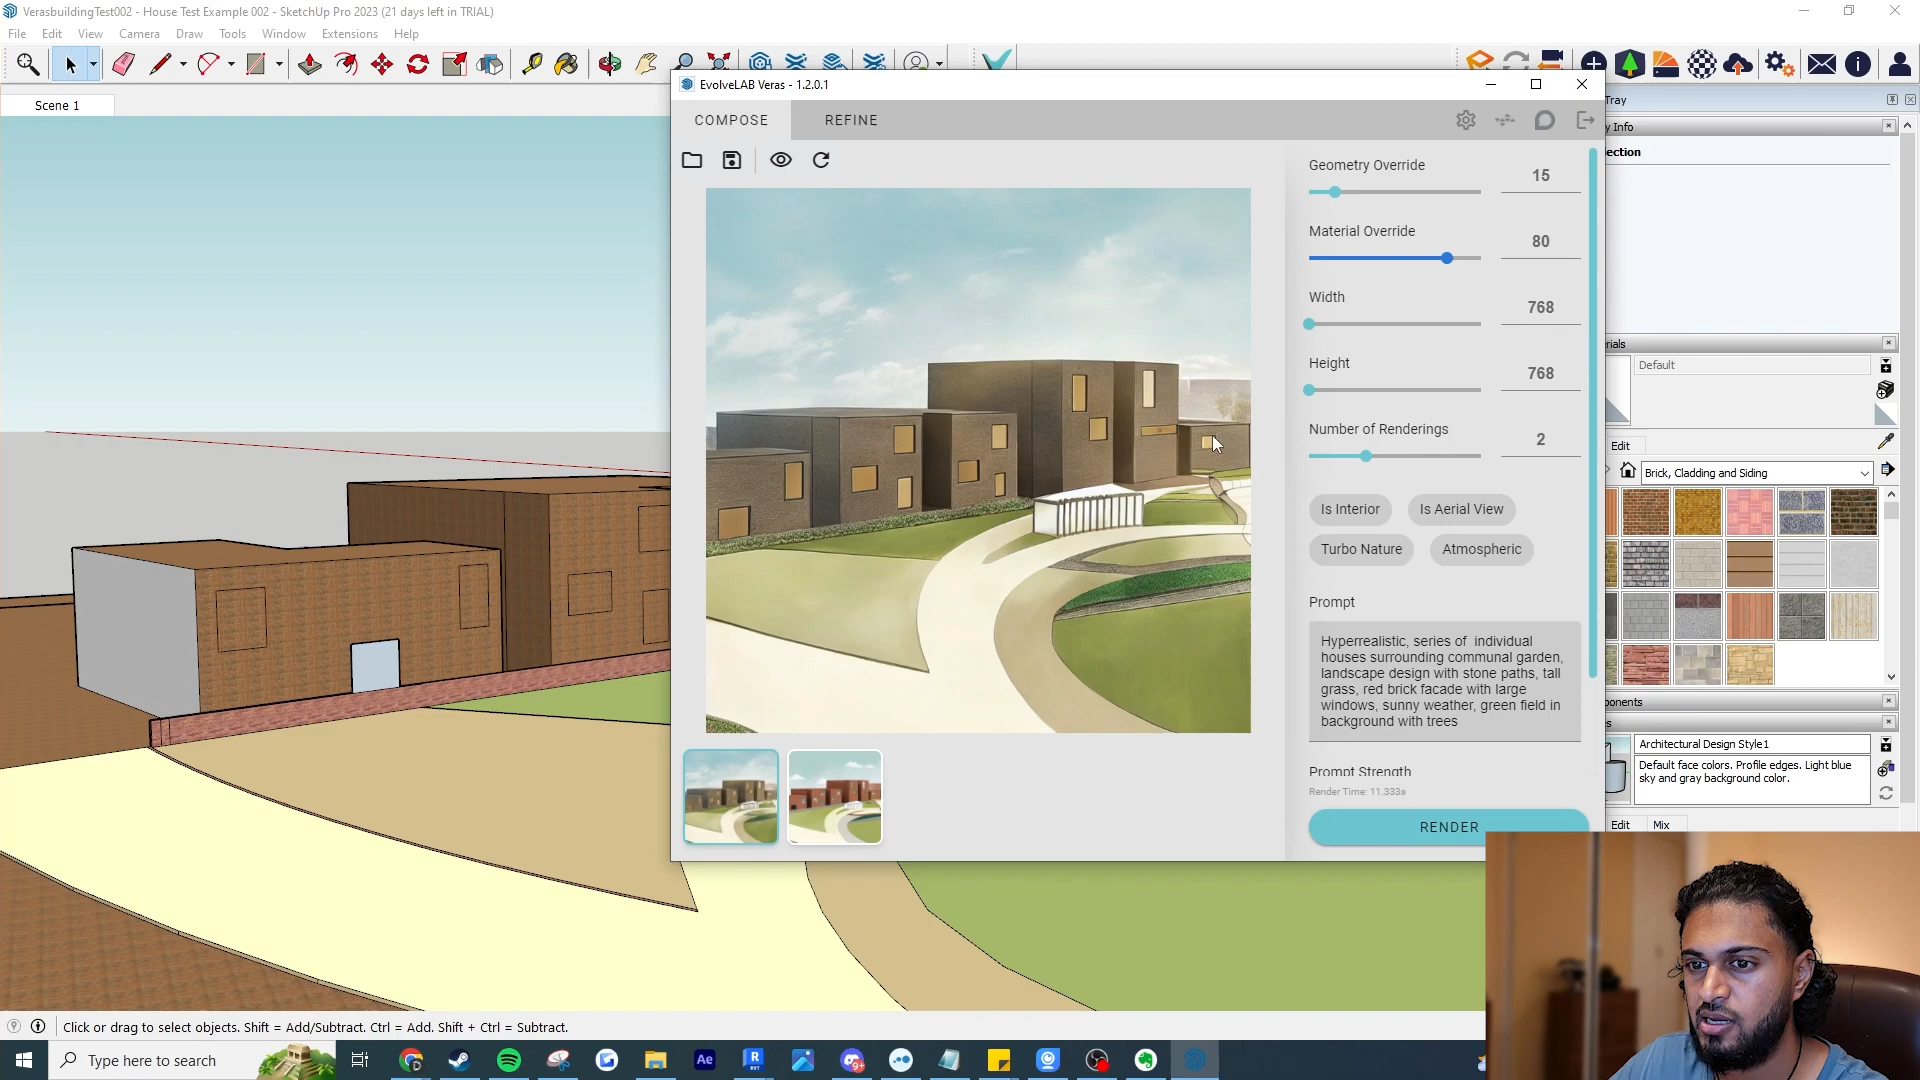 VerasbuildingTest002 - House Test Example 002 - SketchUp Pro 2023 (21 days left in TRIAL)
File Edit View Camera Draw Tools Window Extensions Help
Scene 1
EvolveLAB Veras - 1.2.0.1
COMPOSE REFINE
Geometry Override
15
Material Override
80
Width
768
Height
768
Number of Renderings
2
Is Interior Is Aerial View
Turbo Nature Atmospheric
Prompt
Hyperrealistic, series of individual
houses surrounding communal garden,
landscape design with stone paths, tall
grass, red brick facade with large
windows, sunny weather, green field in
background with trees
Prompt Strength
Render Time: 11.333s
RENDER
Tray
y Info
ection
rials
Default
Edit
Brick, Cladding and Siding
onents
es
Architectural Design Style1
Default face colors. Profile edges. Light blue
sky and gray background color.
Edit Mix
Click or drag to select objects. Shift = Add/Subtract. Ctrl = Add. Shift + Ctrl = Subtract.
Type here to search
Ae
R
RVT
9+